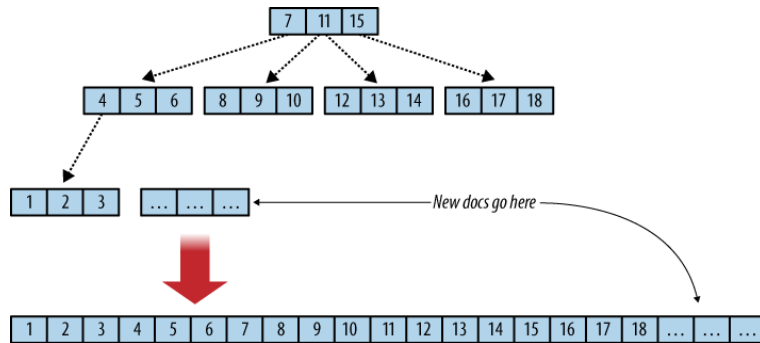 7 11 15
4 5 6 8 9 10 12 13 14 16 17 18
1 2 3 ... ... ... New docs go here
1 2 3 4 5 6 7 8 9 10 11 12 13 14 15 16 17 18 ... ... ...